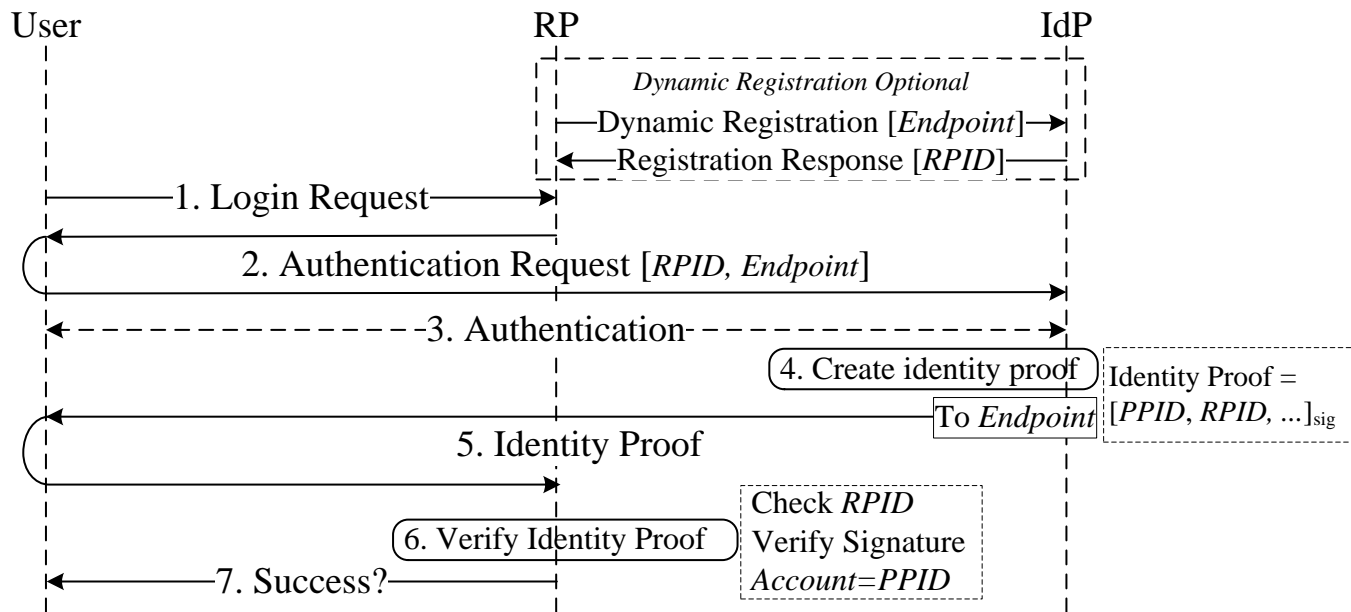 User RP IdP
Dynamic Registration Optional
Dynamic Registration [Endpoint]
Registration Response [RPID]
1. Login Request
2. Authentication Request [RPID, Endpoint]
3. Authentication
4. Create identity proof
Identity Proof =
[PPID, RPID, ...]sig
To Endpoint
5. Identity Proof
6. Verify Identity Proof
Check RPID
Verify Signature
Account=PPID
7. Success?